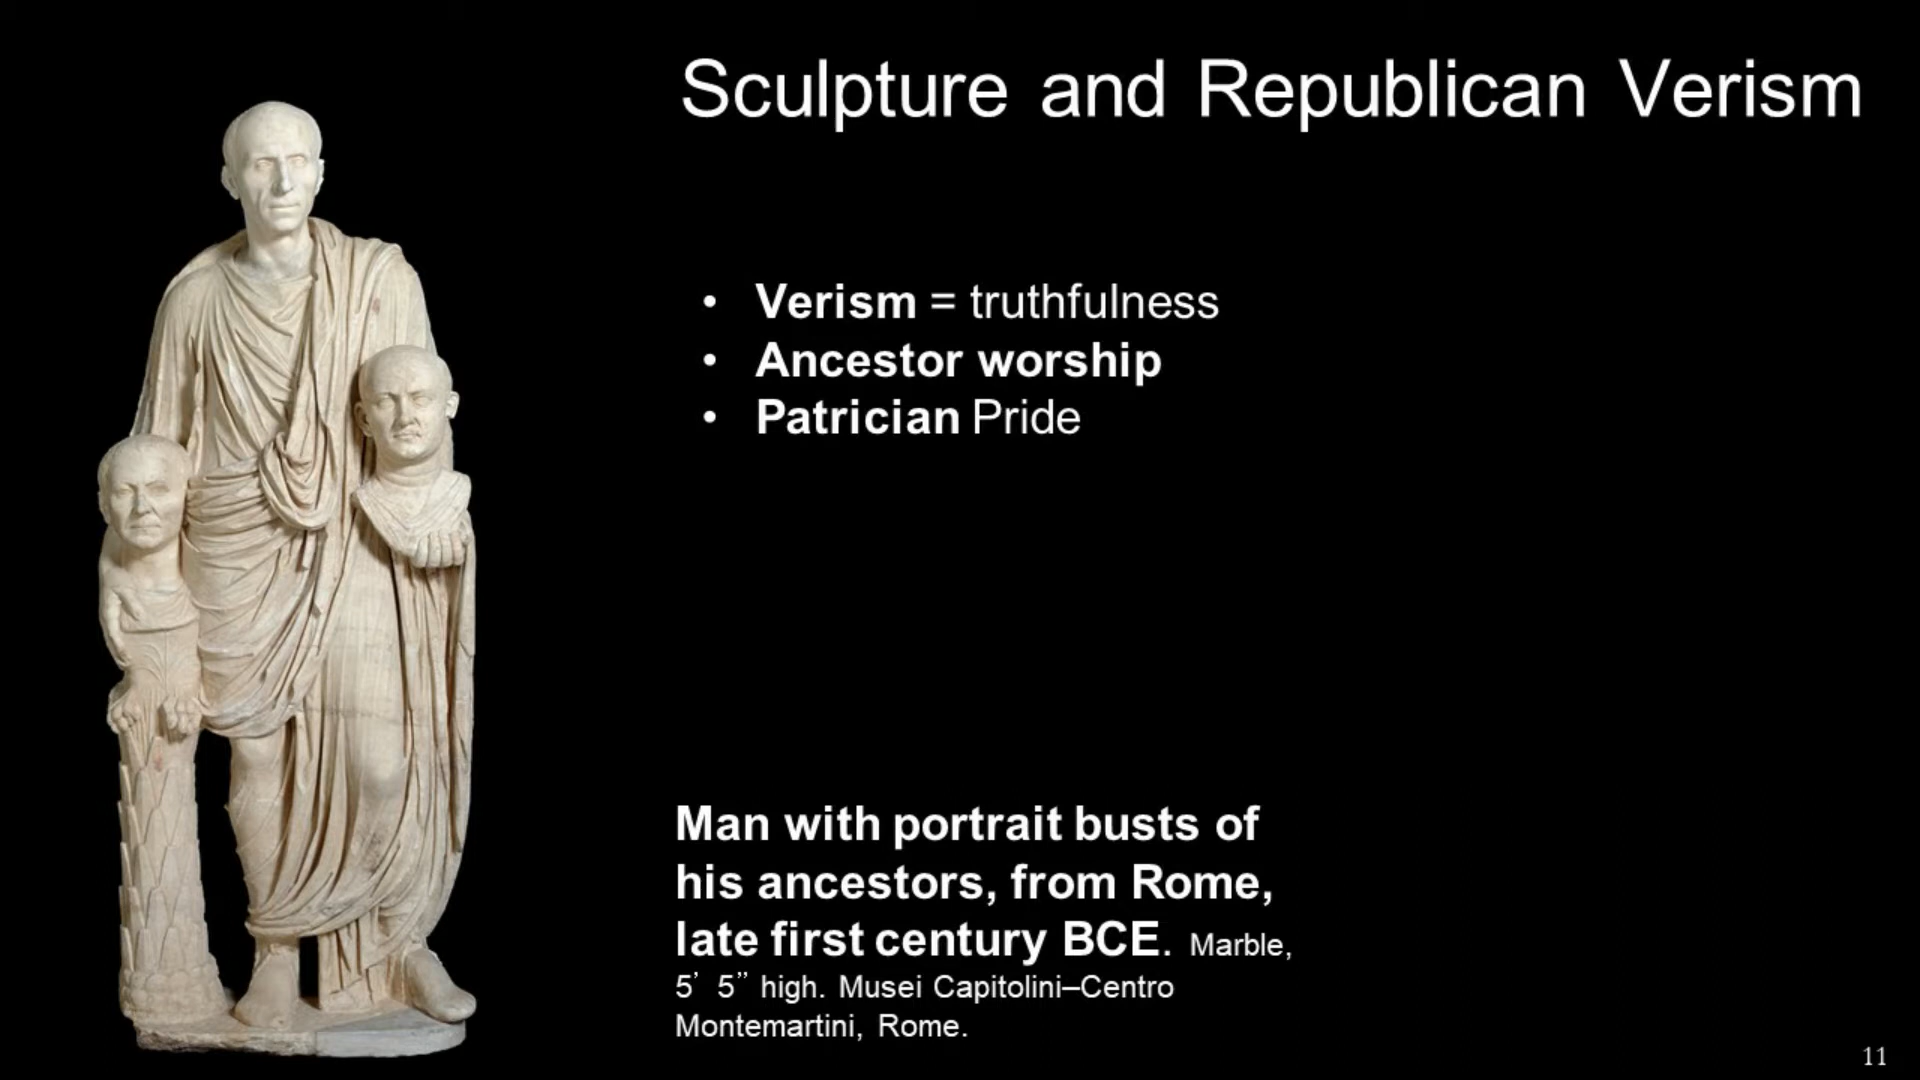 Sculpture and Republican Verism
• Verism = truthfulness
• Ancestor worship
• Patrician Pride
Man with portrait busts of
his ancestors, from Rome,
late first century BCE. Marble,
5’ 5” high. Musei Capitolini–Centro
Montemartini, Rome.
11